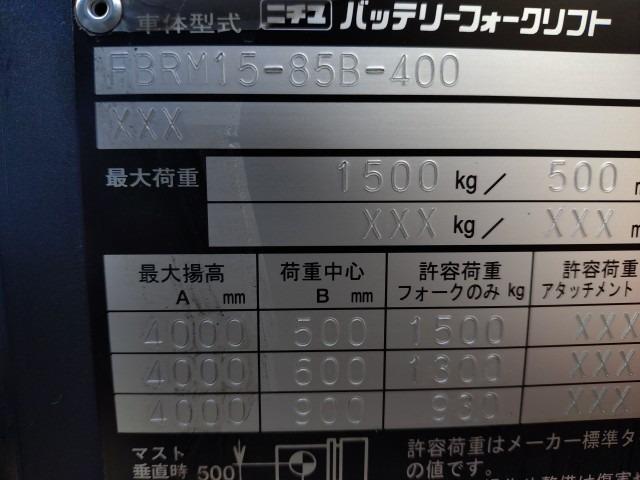 車体型式 ニチユ バッテリーフォークリフト
FBRM15-85B-400
XXX
最大荷重 1500 kg/ 500
XXX kg/ XXX
最大揚高 荷重中心 許容荷重 許容荷重
A mm B mm フォークのみ kg アタッチメント
4000 500 1500 XXX
4000 600 1300 XXX
4000 900 930 XXX
マスト
垂直時 500
許容荷重はメーカー標準タ
の値です。